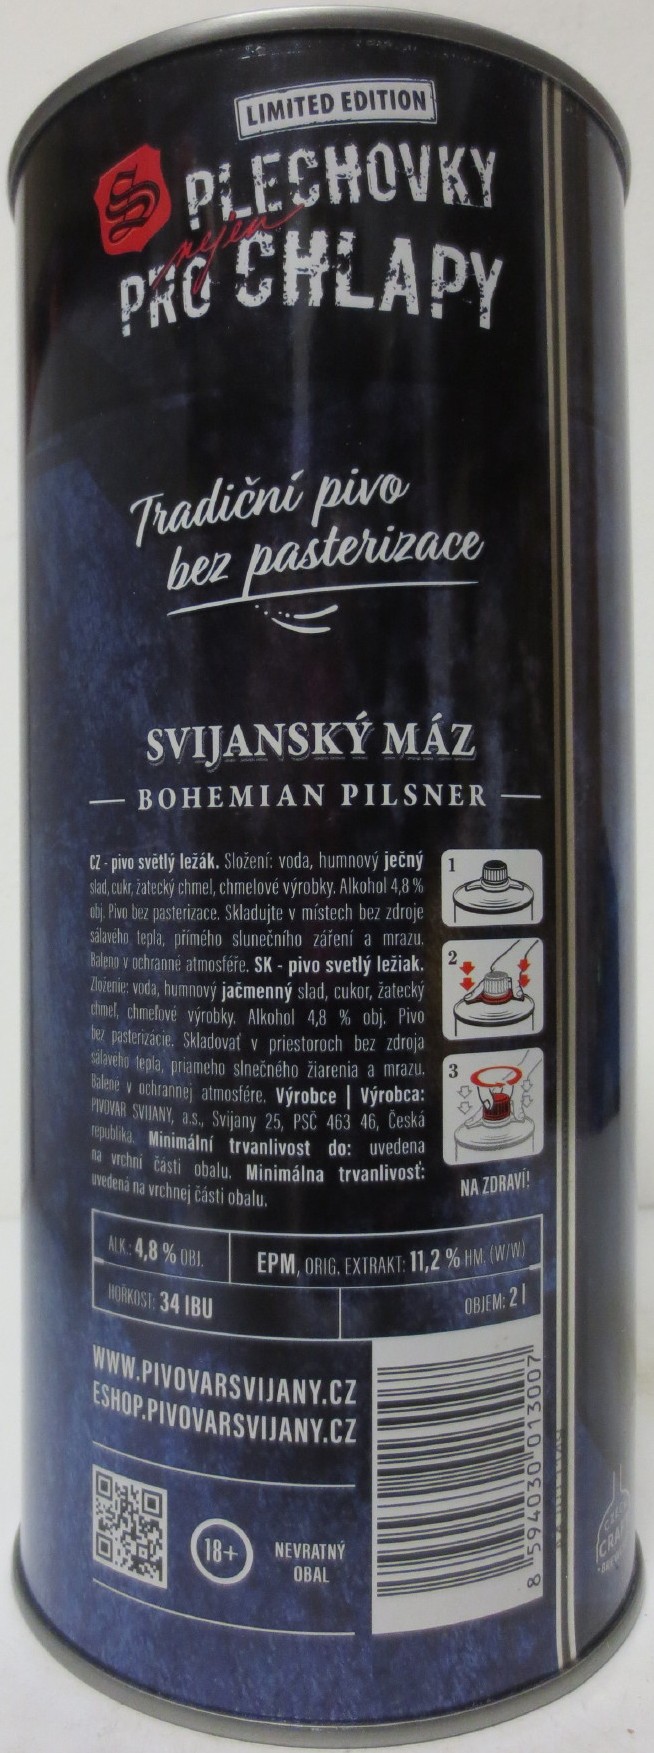 LIMITED EDITION
S
PLECHOVKY
nejen
PRO CHLAPY
Tradiční pivo
bez pasterizace
SVIJANSKÝ MÁZ
BOHEMIAN PILSNER
CZ - pivo světlý ležák. Složení: voda, humnový ječný
slad, cukr, žatecký chmel, chmelové výrobky. Alkohol 4,8 %
obj. Pivo bez pasterizace. Skladujte v místech bez zdroje
sálavého tepla, přímého slunečního záření a mrazu.
Baleno v ochranné atmosféře. SK - pivo svetlý ležiak.
Zloženie: voda, humnový jačmenný slad, cukor, žatecký
chmeľ, chmeľové výrobky. Alkohol 4,8 % obj. Pivo
bez pasterizácie. Skladovať v priestoroch bez zdroja
sálavého tepla, priameho slnečného žiarenia a mrazu.
Balené v ochrannej atmosfére. Výrobce | Výrobca:
PIVOVAR SVIJANY, a.s., Svijany 25, PSČ 463 46, Česká
republika. Minimální trvanlivost do: uvedena
na vrchní části obalu. Minimálna trvanlivosť:
uvedená na vrchnej časti obalu.
1
2
3
NA ZDRAVÍ!
ALK.: 4,8 % OBJ.
EPM, ORIG. EXTRAKT: 11,2 % HM. (W/W)
HOŘKOST: 34 IBU
OBJEM: 2 l
WWW.PIVOVARSVIJANY.CZ
ESHOP.PIVOVARSVIJANY.CZ
18+
NEVRATNÝ
OBAL
8 594030 013007
CZECH
CRAFT